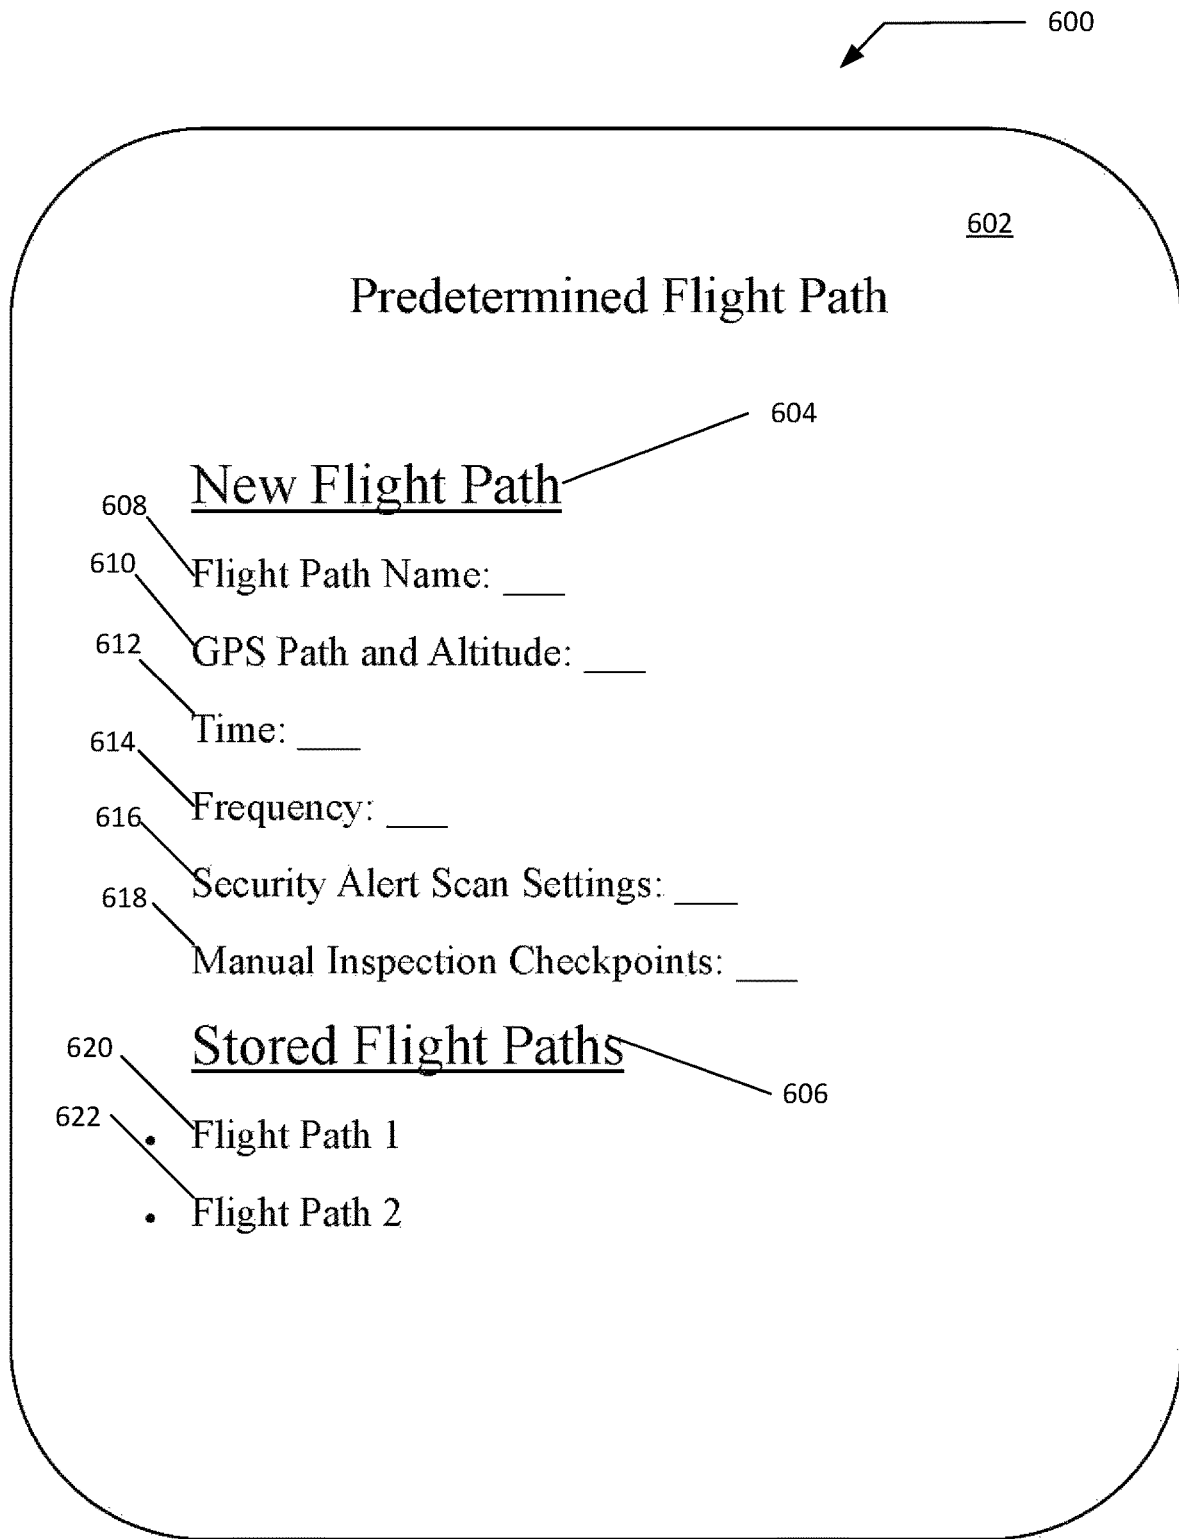 600
602
Predetermined Flight Path
604
New Flight Path
608
Flight Path Name: ___
610
GPS Path and Altitude: ___
612
Time: ___
614
Frequency: ___
616
Security Alert Scan Settings: ___
618
Manual Inspection Checkpoints: ___
Stored Flight Paths
620
606
622
• Flight Path 1
• Flight Path 2